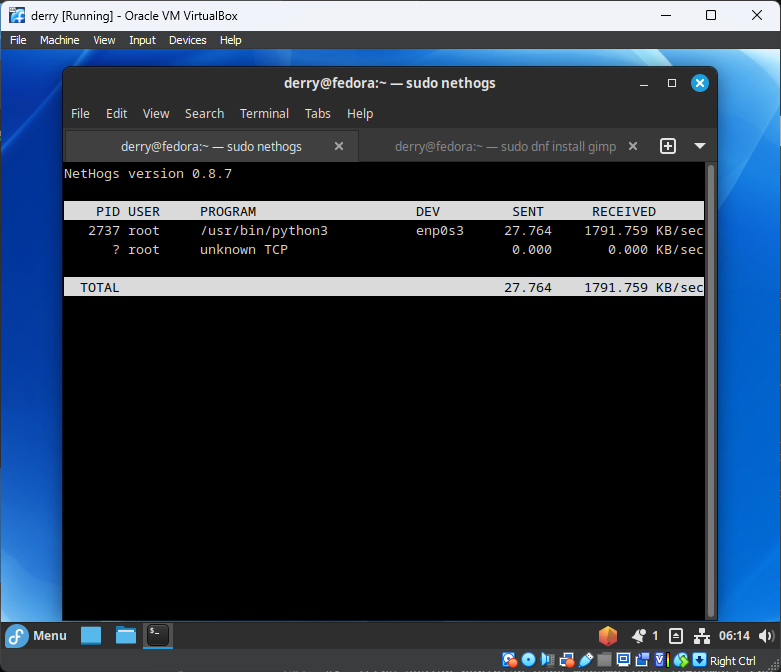 derry [Running] - Oracle VM VirtualBox
File Machine View Input Devices Help
derry@fedora:~ — sudo nethogs
File Edit View Search Terminal Tabs Help
derry@fedora:~ — sudo nethogs derry@fedora:~ — sudo dnf install gimp
NetHogs version 0.8.7
PID USER PROGRAM DEV SENT RECEIVED
2737 root /usr/bin/python3 enp0s3 27.764 1791.759 KB/sec
? root unknown TCP 0.000 0.000 KB/sec
TOTAL 27.764 1791.759 KB/sec
Menu $- 1 06:14
Right Ctrl